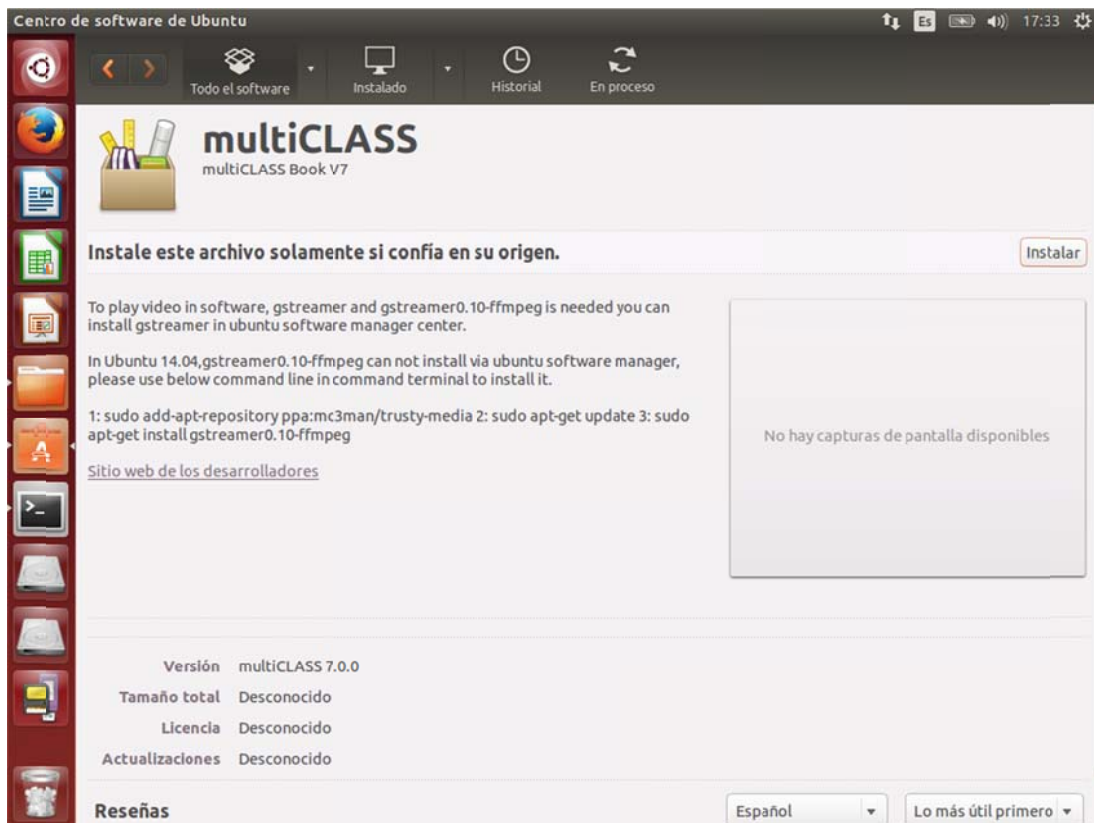 Centro de software de Ubuntu
Es
17:33
Todo el software
Instalado
Historial
En proceso
multiCLASS
multiCLASS Book V7
Instale este archivo solamente si confía en su origen.
Instalar
To play video in software, gstreamer and gstreamer0.10-ffmpeg is needed you can
install gstreamer in ubuntu software manager center.
In Ubuntu 14.04,gstreamer0.10-ffmpeg can not install via ubuntu software manager,
please use below command line in command terminal to install it.
1: sudo add-apt-repository ppa:mc3man/trusty-media 2: sudo apt-get update 3: sudo
apt-get install gstreamer0.10-ffmpeg
No hay capturas de pantalla disponibles
Sitio web de los desarrolladores
Versión multiCLASS 7.0.0
Tamaño total Desconocido
Licencia Desconocido
Actualizaciones Desconocido
Reseñas
Español
Lo más útil primero